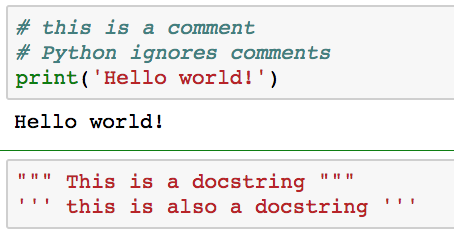 # this is a comment
# Python ignores comments
print('Hello world!')
Hello world!
""" This is a docstring """
''' this is also a docstring '''